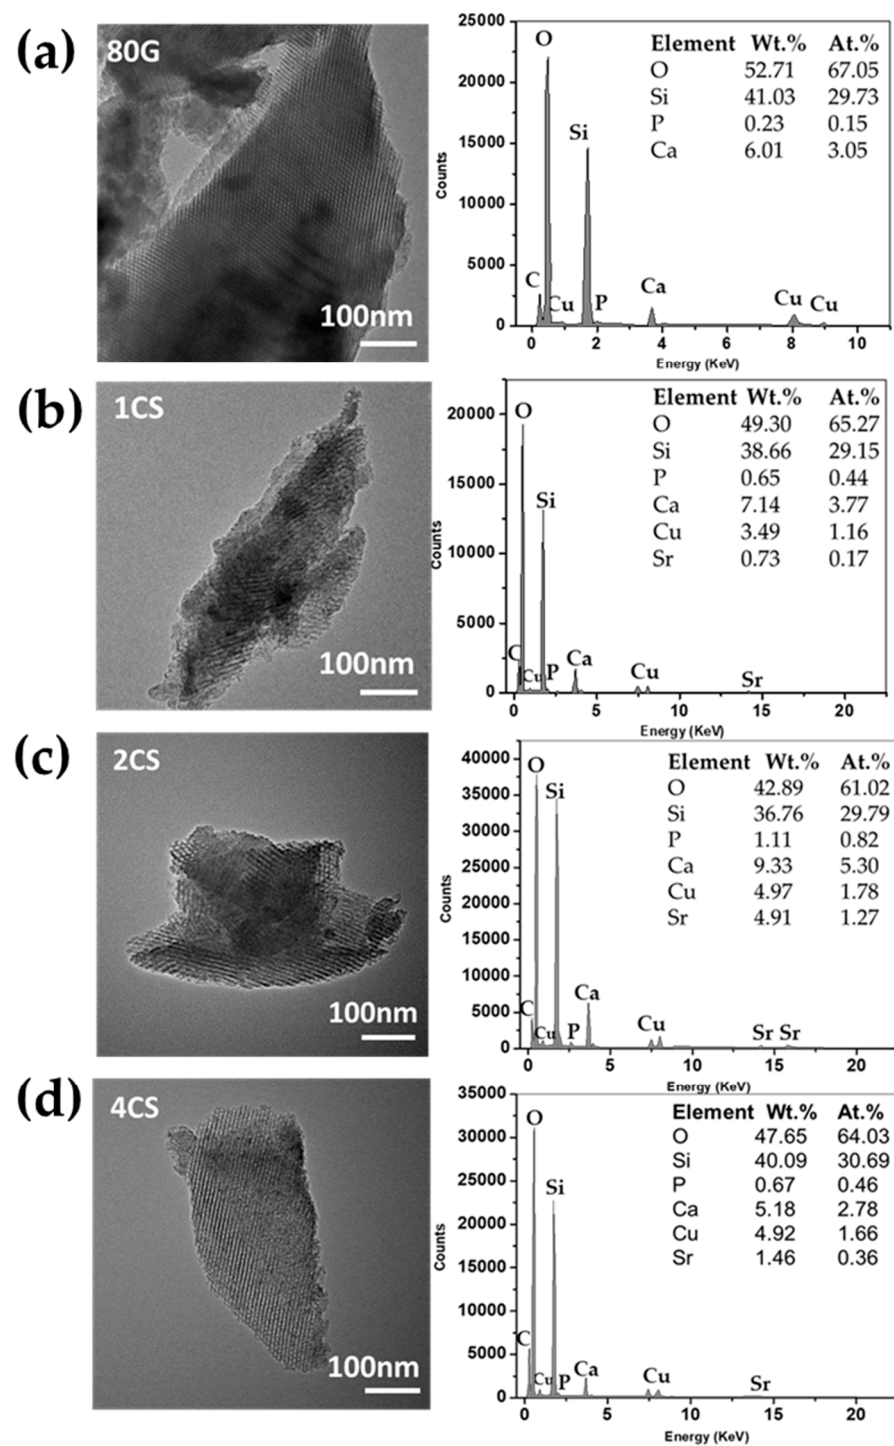 (a)
80G
100nm
25000
20000
15000
10000
5000
0
Counts
O
Si
C
Cu
P
Ca
Cu
Cu
Element Wt.% At.%
O 52.71 67.05
Si 41.03 29.73
P 0.23 0.15
Ca 6.01 3.05
0 2 4 6 8 10
Energy (KeV)
(b)
1CS
100nm
20000
15000
10000
5000
0
Counts
O
Si
C
Cu
P
Ca
Cu
Sr
Element Wt.% At.%
O 49.30 65.27
Si 38.66 29.15
P 0.65 0.44
Ca 7.14 3.77
Cu 3.49 1.16
Sr 0.73 0.17
0 5 10 15 20
Energy (KeV)
(c)
2CS
100nm
40000
35000
30000
25000
20000
15000
10000
5000
0
Counts
O
Si
C
Cu
P
Ca
Cu
Sr Sr
Element Wt.% At.%
O 42.89 61.02
Si 36.76 29.79
P 1.11 0.82
Ca 9.33 5.30
Cu 4.97 1.78
Sr 4.91 1.27
0 5 10 15 20
Energy (KeV)
(d)
4CS
100nm
35000
30000
25000
20000
15000
10000
5000
0
Counts
O
Si
C
Cu
P
Ca
Cu
Sr
Element Wt.% At.%
O 47.65 64.03
Si 40.09 30.69
P 0.67 0.46
Ca 5.18 2.78
Cu 4.92 1.66
Sr 1.46 0.36
0 5 10 15 20
Energy (KeV)